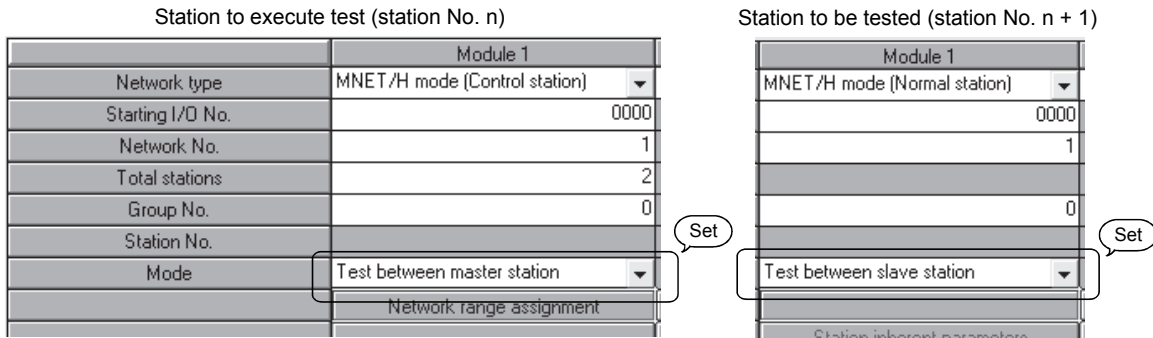 Station to execute test (station No. n)
Module 1
Network type MNET/H mode (Control station)
Starting I/O No. 0000
Network No. 1
Total stations 2
Group No. 0
Station No.
Mode Test between master station
Network range assignment
Set
Station to be tested (station No. n + 1)
Module 1
MNET/H mode (Normal station)
0000
1
0
Test between slave station
Station inherent parameters
Set